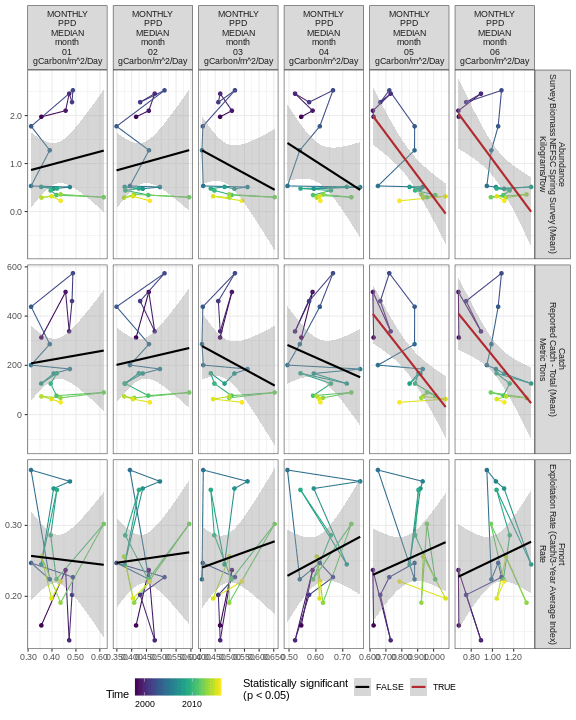 MONTHLY MONTHLY MONTHLY MONTHLY MONTHLY MONTHLY
PPD PPD PPD PPD PPD PPD
MEDIAN MEDIAN MEDIAN MEDIAN MEDIAN MEDIAN
month month month month month month
01 02 03 04 05 06
gCarbon/m^2/Day gCarbon/m^2/Day gCarbon/m^2/Day gCarbon/m^2/Day gCarbon/m^2/Day gCarbon/m^2/Day
2.0
1.0
0.0
Abundance
Survey Biomass NEFSC Spring Survey (Mean)
Kilograms/Tow
600
400
200
0
Catch
Reported Catch - Total (Mean)
Metric Tons
0.30
0.20
Fmort
Exploitation Rate (Catch/3-Year Average Index)
Rate
0.30 0.40 0.50 0.60 0.50 0.60 0.70 1.000 0.80 1.00 1.20
Time
2000 2010
Statistically significant
(p < 0.05)
FALSE TRUE